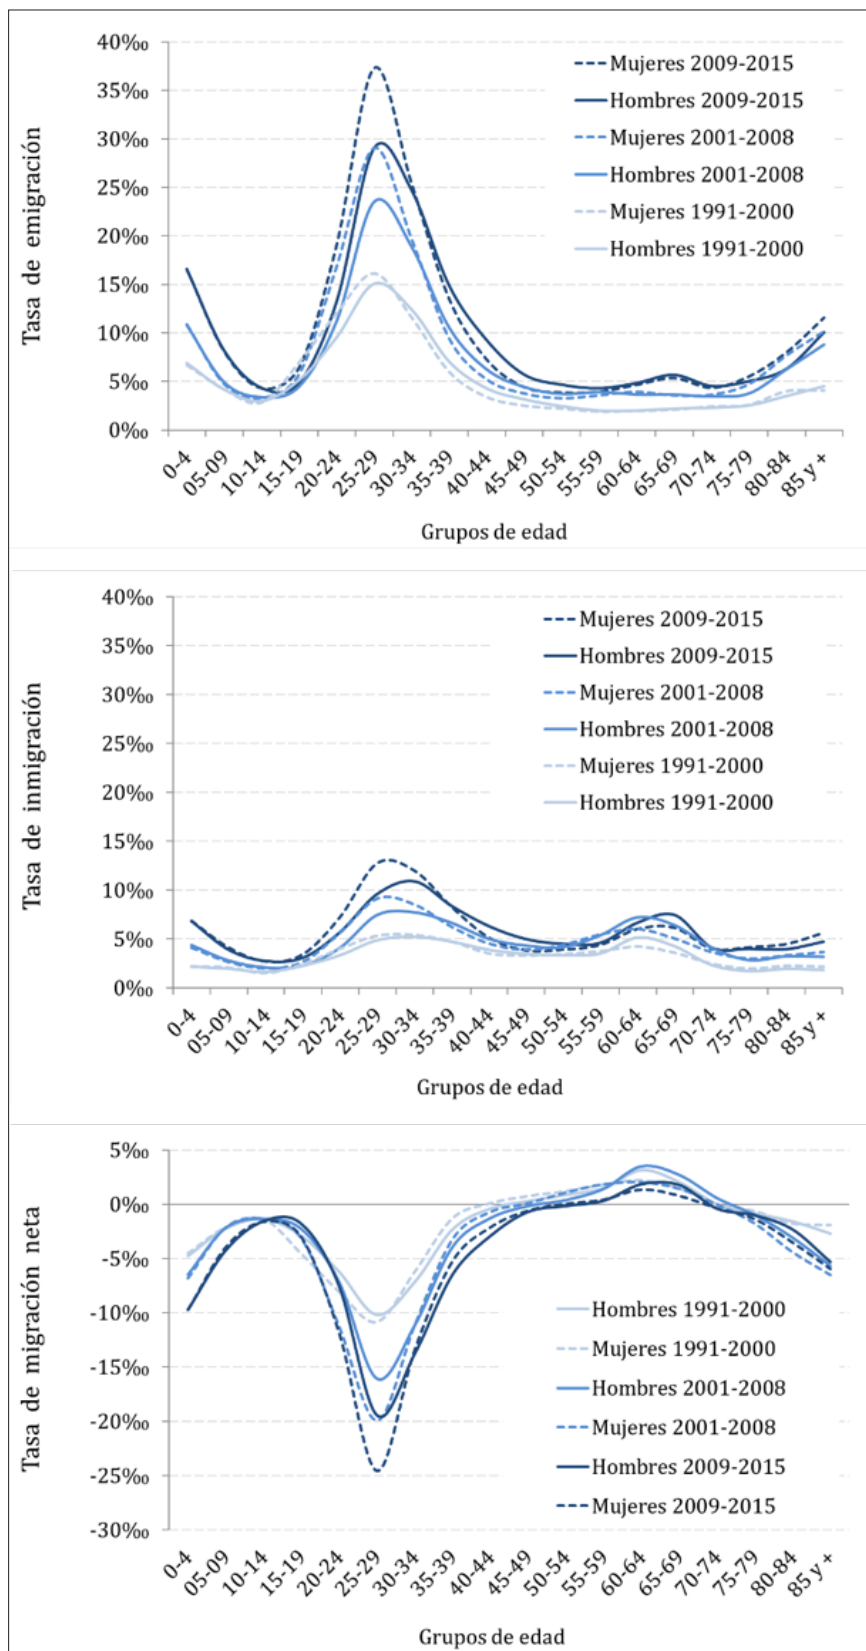 40‰
35‰
30‰
25‰
20‰
15‰
10‰
5‰
0‰
Tasa de emigración
Mujeres 2009-2015
Hombres 2009-2015
Mujeres 2001-2008
Hombres 2001-2008
Mujeres 1991-2000
Hombres 1991-2000
0-4
05-09
10-14
15-19
20-24
25-29
30-34
35-39
40-44
45-49
50-54
55-59
60-64
65-69
70-74
75-79
80-84
85 y +
Grupos de edad
40‰
35‰
30‰
25‰
20‰
15‰
10‰
5‰
0‰
Tasa de inmigración
Mujeres 2009-2015
Hombres 2009-2015
Mujeres 2001-2008
Hombres 2001-2008
Mujeres 1991-2000
Hombres 1991-2000
0-4
05-09
10-14
15-19
20-24
25-29
30-34
35-39
40-44
45-49
50-54
55-59
60-64
65-69
70-74
75-79
80-84
85 y +
Grupos de edad
5‰
0‰
-5‰
-10‰
-15‰
-20‰
-25‰
-30‰
Tasa de migración neta
Hombres 1991-2000
Mujeres 1991-2000
Hombres 2001-2008
Mujeres 2001-2008
Hombres 2009-2015
Mujeres 2009-2015
0-4
05-09
10-14
15-19
20-24
25-29
30-34
35-39
40-44
45-49
50-54
55-59
60-64
65-69
70-74
75-79
80-84
85 y +
Grupos de edad